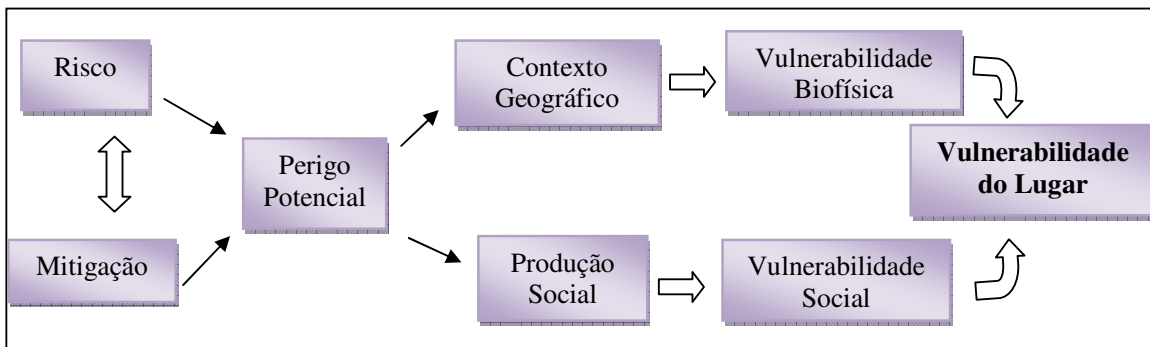 Risco
Mitigação
Perigo
Potencial
Contexto
Geográfico
Produção
Social
Vulnerabilidade
Biofísica
Vulnerabilidade
Social
Vulnerabilidade
do Lugar